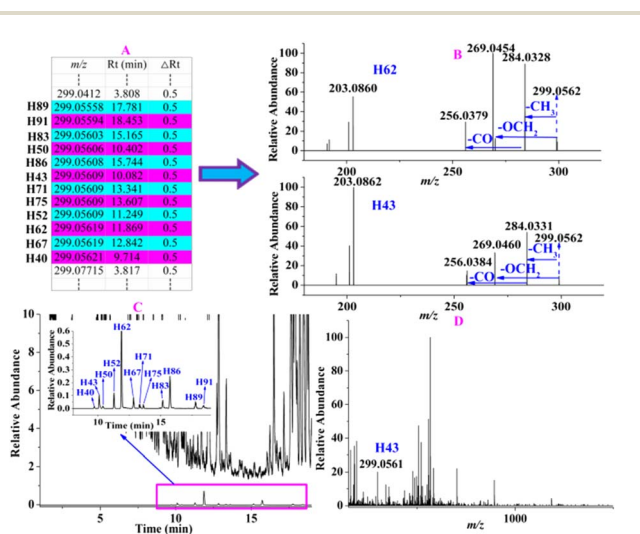 A
m/z Rt (min) △Rt
299.0412 3.808 0.5
H89 299.05558 17.781 0.5
H91 299.05594 18.453 0.5
H83 299.05603 15.165 0.5
H50 299.05606 10.402 0.5
H86 299.05608 15.744 0.5
H43 299.05609 10.082 0.5
H71 299.05609 13.341 0.5
H75 299.05609 13.607 0.5
H52 299.05609 11.249 0.5
H62 299.05619 11.869 0.5
H67 299.05619 12.842 0.5
H40 299.05621 9.714 0.5
299.07715 3.817 0.5
B
Relative Abundance
100
80
60
40
20
0
H62
269.0454
284.0328
203.0860
299.0562
256.0379
-CH3
-OCH2
-CO
200 250 300
m/z
Relative Abundance
100
80
60
40
20
0
203.0862
H43
284.0331
269.0460
299.0562
256.0384
-CH3
-OCH2
-CO
200 250 300
m/z
C
Relative Abundance
10
8
6
4
2
0
Relative Abundance
0.6
0.5
0.4
0.3
0.2
0.1
0.0
H62
H71
H52
H43
H50
H67
H75
H86
H40
H83
H91
H89
10 15
Time (min)
5 10 15
Time (min)
D
Relative Abundance
100
80
60
40
20
0
H43
299.0561
1000
m/z